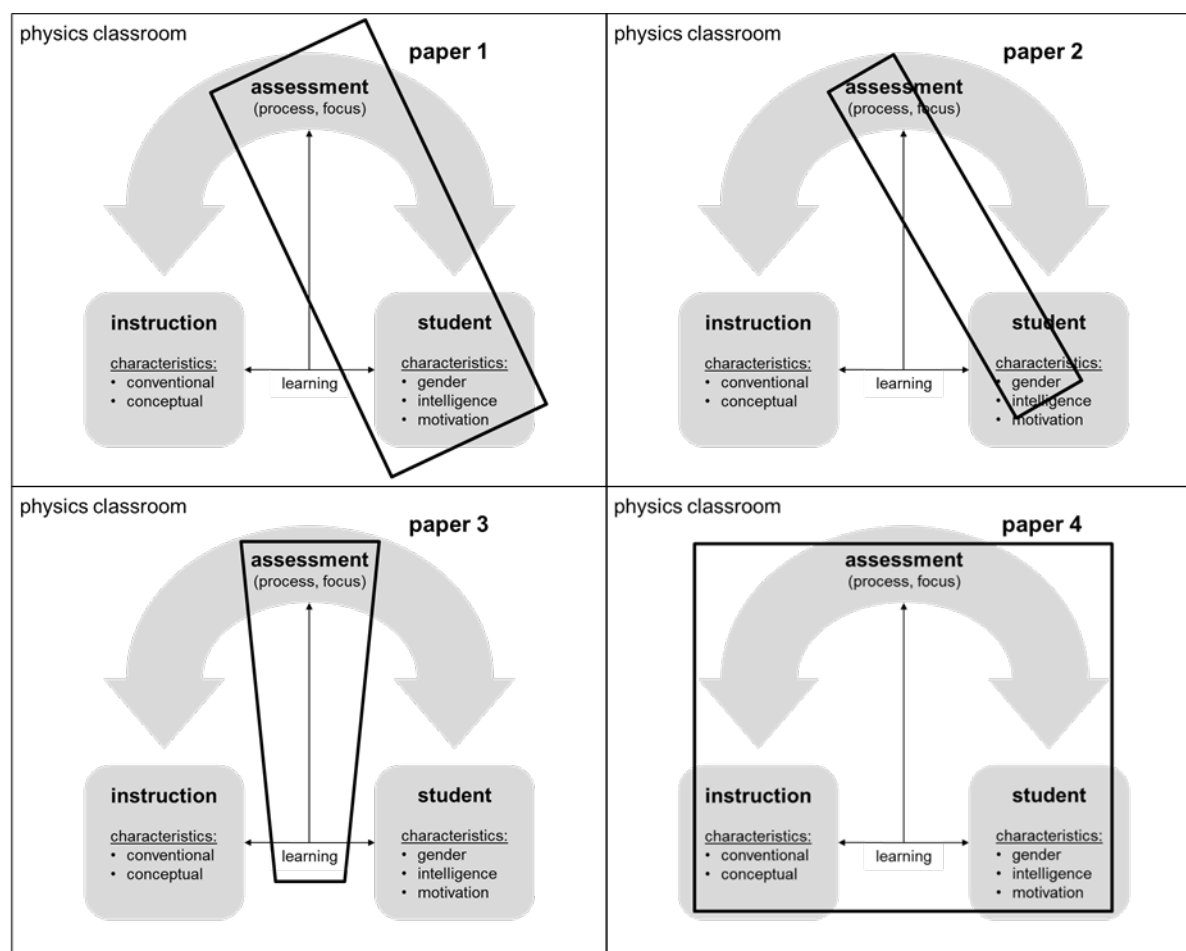 physics classroom
paper 1
assessment
(process, focus)
instruction
characteristics:
• conventional
• conceptual
learning
student
characteristics:
• gender
• intelligence
• motivation
physics classroom
paper 2
assessment
(process, focus)
instruction
characteristics:
• conventional
• conceptual
learning
student
characteristics:
• gender
• intelligence
• motivation
physics classroom
paper 3
assessment
(process, focus)
instruction
characteristics:
• conventional
• conceptual
learning
student
characteristics:
• gender
• intelligence
• motivation
physics classroom
paper 4
assessment
(process, focus)
instruction
characteristics:
• conventional
• conceptual
learning
student
characteristics:
• gender
• intelligence
• motivation